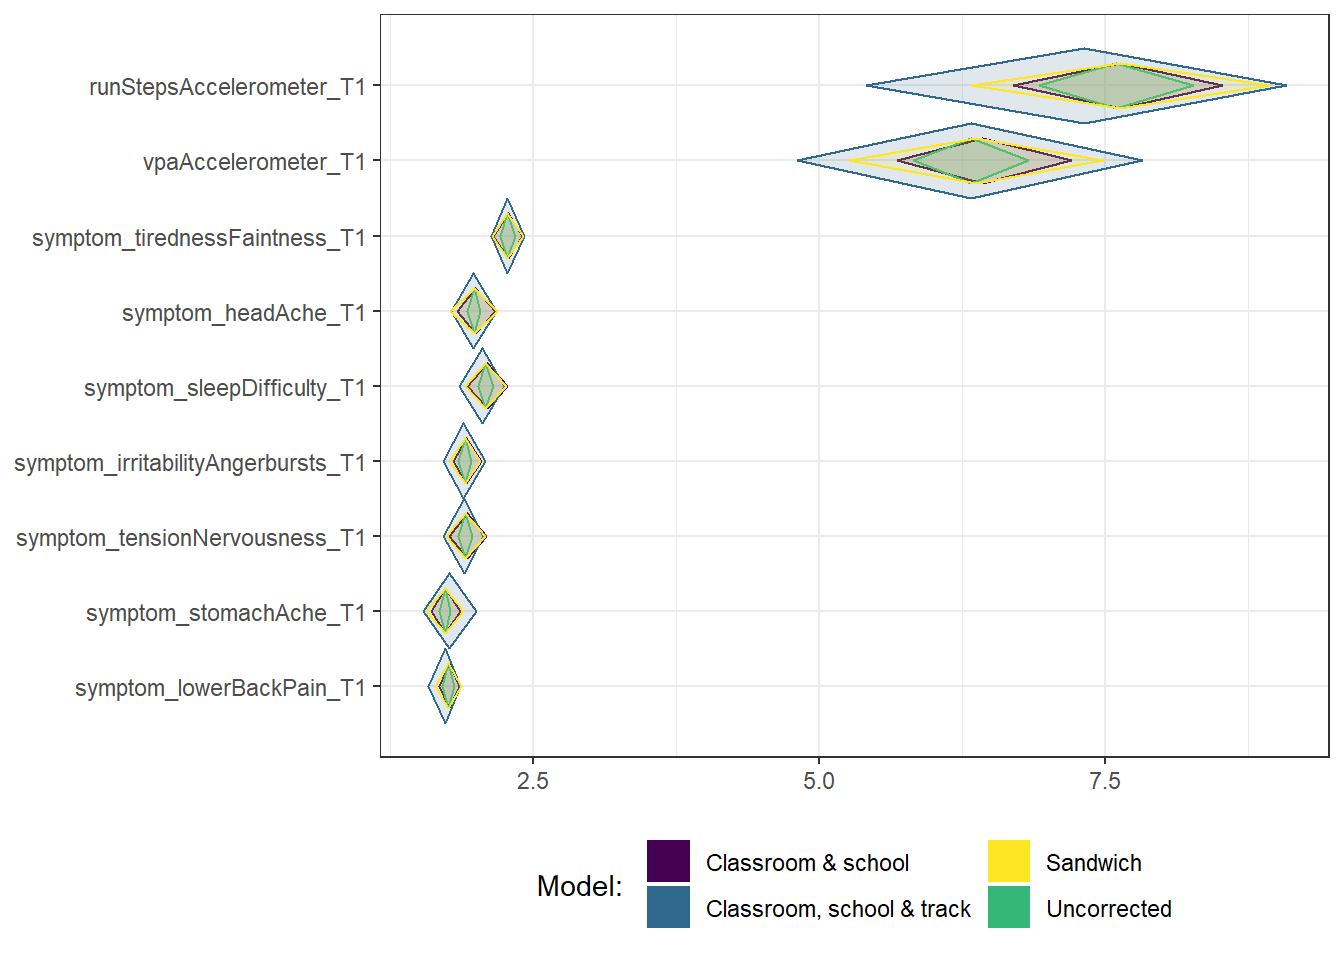 runStepsAccelerometer_T1
vpaAccelerometer_T1
symptom_tirednessFaintness_T1
symptom_headAche_T1
symptom_sleepDifficulty_T1
symptom_irritabilityAngerbursts_T1
symptom_tensionNervousness_T1
symptom_stomachAche_T1
symptom_lowerBackPain_T1
2.5 5.0 7.5
Model:
Classroom & school
Classroom, school & track
Sandwich
Uncorrected